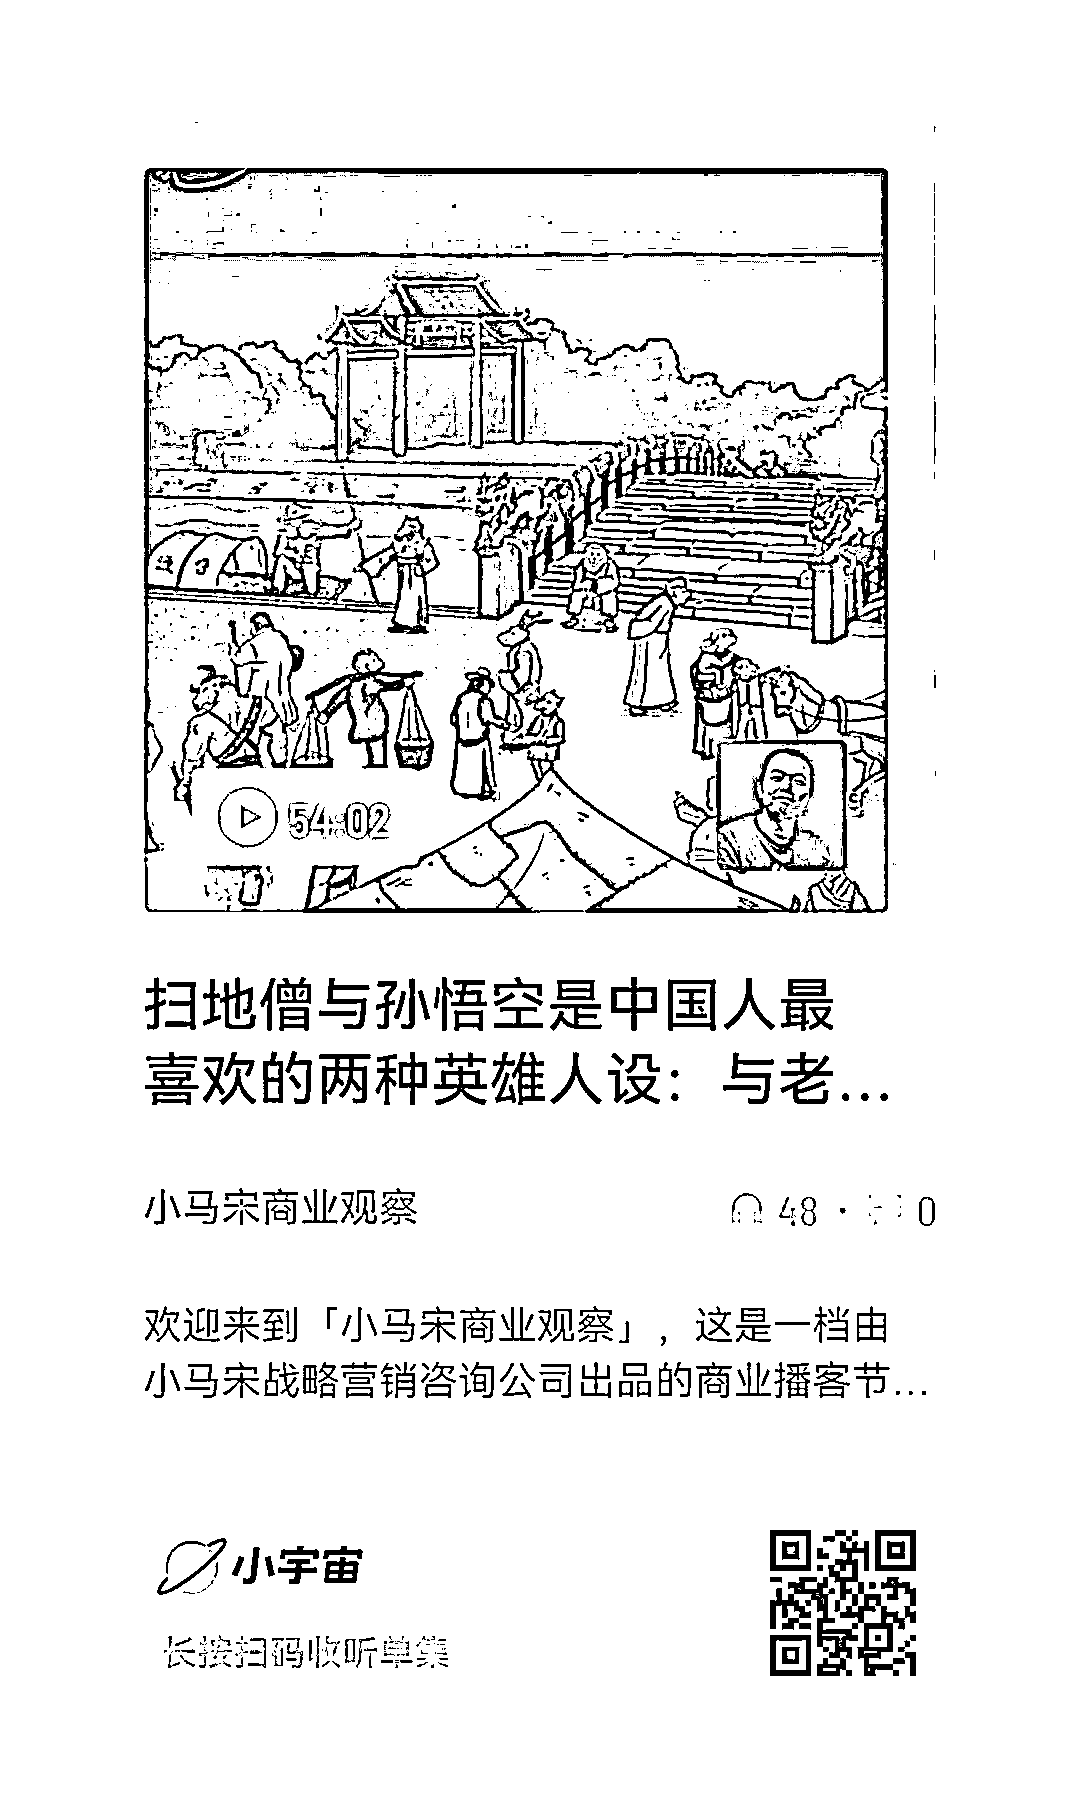 54:02
扫地僧与孙悟空是中国人最
喜欢的两种英雄人设：与老...
小马宋商业观察
48 · 0
欢迎来到「小马宋商业观察」，这是一档由
小马宋战略营销咨询公司出品的商业播客节...
小宇宙
长按扫码收听单集